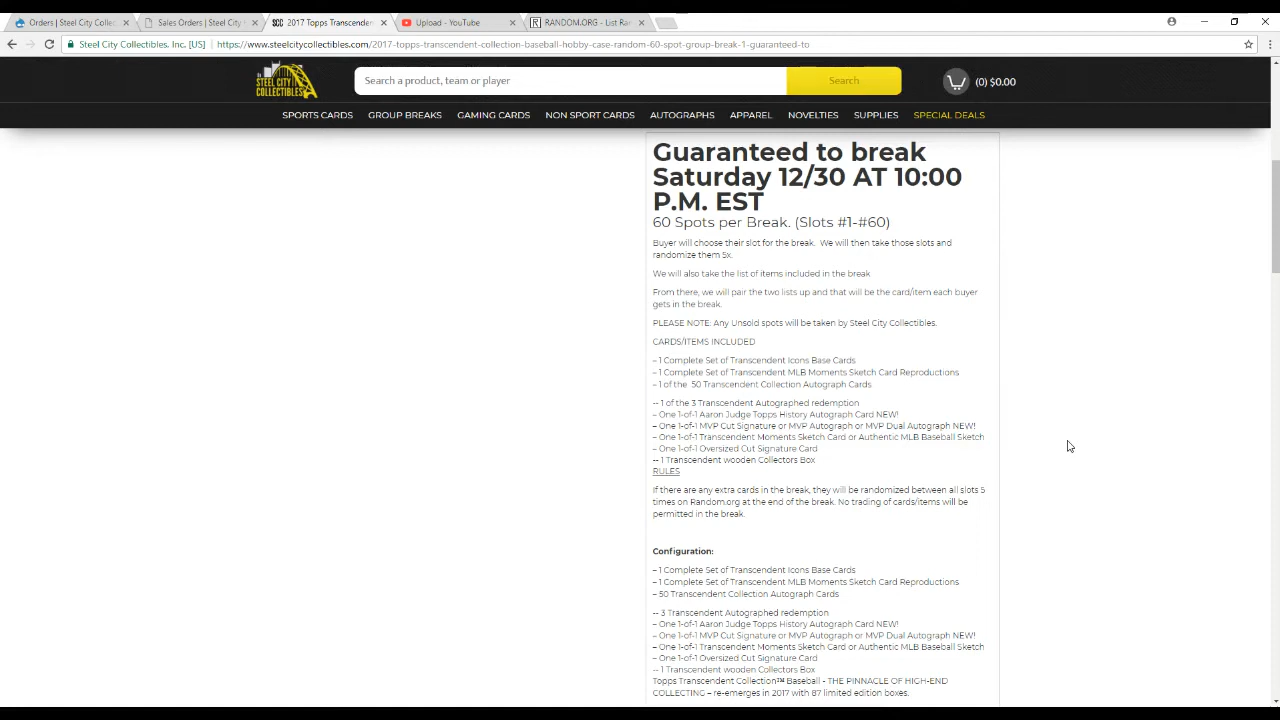 Orders | Steel City Collec
Sales Orders | Steel City
2017 Topps Transcenden
Upload - YouTube
RANDOM.ORG - List Ran
Steel City Collectibles, Inc. [US]
https://www.steelcitycollectibles.com/2017-topps-transcendent-collection-baseball-hobby-case-random-60-spot-group-break-1-guaranteed-to
STEEL CITY
COLLECTIBLES
Search a product, team or player
Search
(0) $0.00
SPORTS CARDS
GROUP BREAKS
GAMING CARDS
NON SPORT CARDS
AUTOGRAPHS
APPAREL
NOVELTIES
SUPPLIES
SPECIAL DEALS
Guaranteed to break
Saturday 12/30 AT 10:00
P.M. EST
60 Spots per Break. (Slots #1-#60)
Buyer will choose their slot for the break. We will then take those slots and
randomize them 5x.
We will also take the list of items included in the break
From there, we will pair the two lists up and that will be the card/item each buyer
gets in the break.
PLEASE NOTE: Any Unsold spots will be taken by Steel City Collectibles.
CARDS/ITEMS INCLUDED
– 1 Complete Set of Transcendent Icons Base Cards
– 1 Complete Set of Transcendent MLB Moments Sketch Card Reproductions
– 1 of the 50 Transcendent Collection Autograph Cards
-- 1 of the 3 Transcendent Autographed redemption
– One 1-of-1 Aaron Judge Topps History Autograph Card NEW!
– One 1-of-1 MVP Cut Signature or MVP Autograph or MVP Dual Autograph NEW!
– One 1-of-1 Transcendent Moments Sketch Card or Authentic MLB Baseball Sketch
– One 1-of-1 Oversized Cut Signature Card
-- 1 Transcendent wooden Collectors Box
RULES
If there are any extra cards in the break, they will be randomized between all slots 5
times on Random.org at the end of the break. No trading of cards/items will be
permitted in the break.
Configuration:
– 1 Complete Set of Transcendent Icons Base Cards
– 1 Complete Set of Transcendent MLB Moments Sketch Card Reproductions
– 50 Transcendent Collection Autograph Cards
-- 3 Transcendent Autographed redemption
– One 1-of-1 Aaron Judge Topps History Autograph Card NEW!
– One 1-of-1 MVP Cut Signature or MVP Autograph or MVP Dual Autograph NEW!
– One 1-of-1 Transcendent Moments Sketch Card or Authentic MLB Baseball Sketch
– One 1-of-1 Oversized Cut Signature Card
-- 1 Transcendent wooden Collectors Box
Topps Transcendent Collection™ Baseball - THE PINNACLE OF HIGH-END
COLLECTING – re-emerges in 2017 with 87 limited edition boxes.